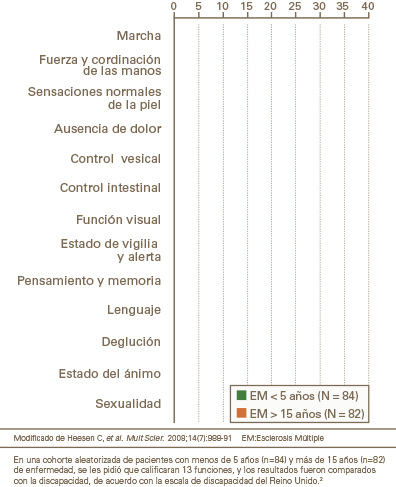 0 5 10 15 20 25 30 35 40
Marcha
Fuerza y cordinación
de las manos
Sensaciones normales
de la piel
Ausencia de dolor
Control vesical
Control intestinal
Función visual
Estado de vigilia
y alerta
Pensamiento y memoria
Lenguaje
Deglución
Estado del ánimo
Sexualidad
EM < 5 años (N = 84)
EM > 15 años (N = 82)
Modificado de Heesen C, et al. Mult Scler. 2008;14(7):988-91 EM:Esclerosis Múltiple
En una cohorte aleatorizada de pacientes con menos de 5 años (n=84) y más de 15 años (n=82)
de enfermedad, se les pidió que calificaran 13 funciones, y los resultados fueron comparados
con la discapacidad, de acuerdo con la escala de discapacidad del Reino Unido.²